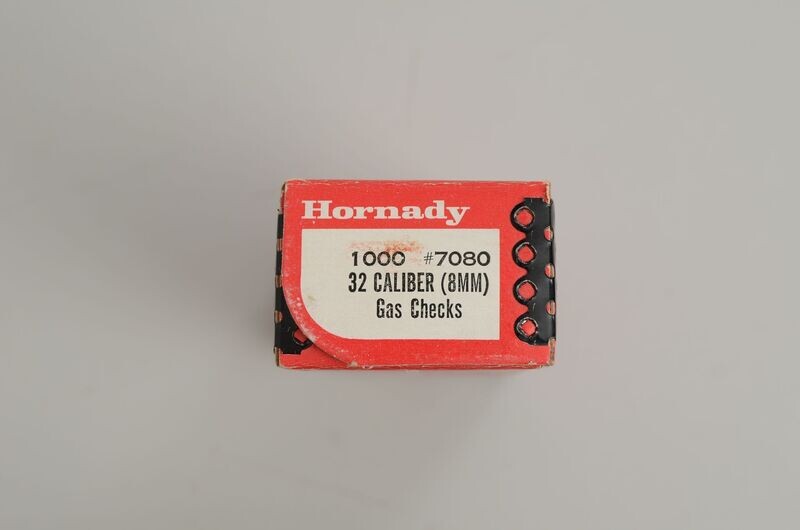 Hornady
1000 #7080
32 CALIBER (8MM)
Gas Checks